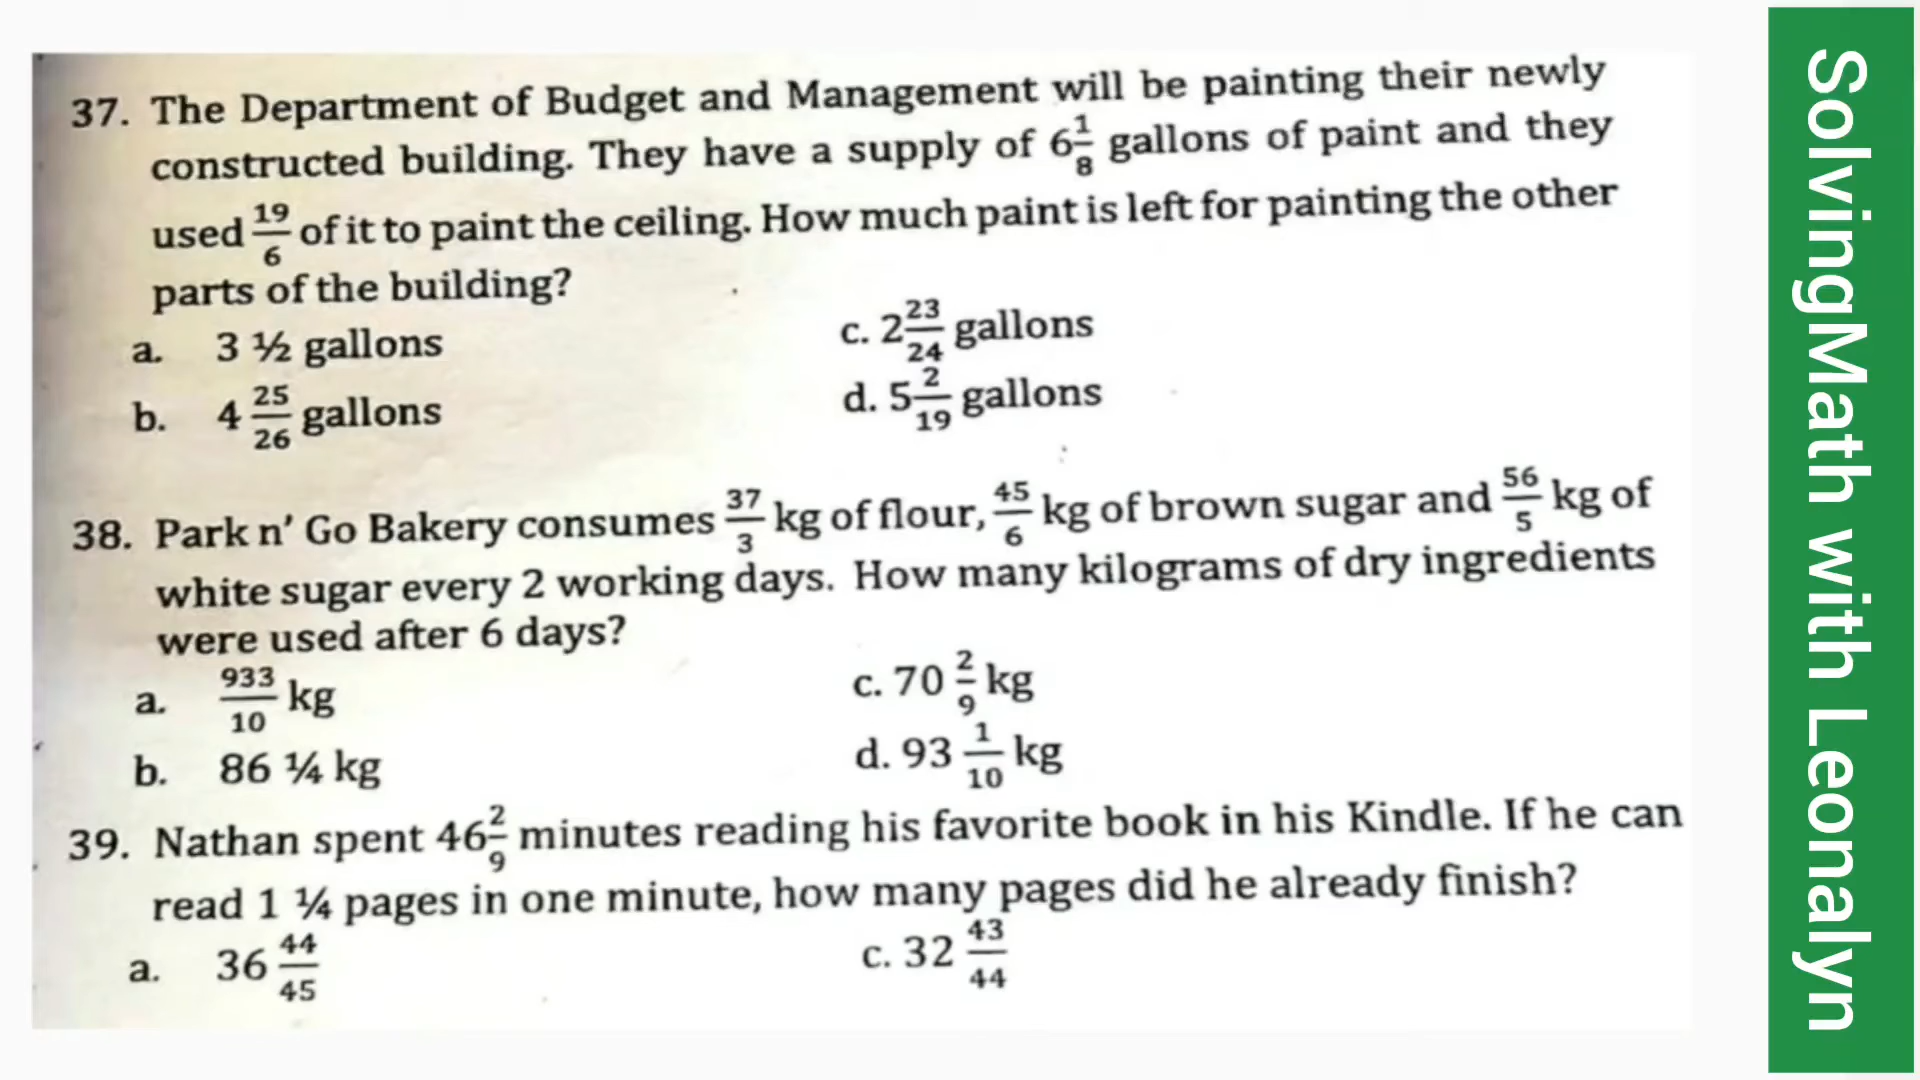 37. The Department of Budget and Management will be painting their newly
constructed building. They have a supply of 6 1/8 gallons of paint and they
used 19/6 of it to paint the ceiling. How much paint is left for painting the other
parts of the building?
a. 3 ½ gallons
c. 2 23/24 gallons
b. 4 25/26 gallons
d. 5 2/19 gallons
38. Park n' Go Bakery consumes 37/3 kg of flour, 45/6 kg of brown sugar and 56/5 kg of
white sugar every 2 working days. How many kilograms of dry ingredients
were used after 6 days?
a. 933/10 kg
c. 70 2/9 kg
b. 86 ¼ kg
d. 93 1/10 kg
39. Nathan spent 46 2/9 minutes reading his favorite book in his Kindle. If he can
read 1 ¼ pages in one minute, how many pages did he already finish?
a. 36 44/45
c. 32 43/44
SolvingMath with Leonalyn